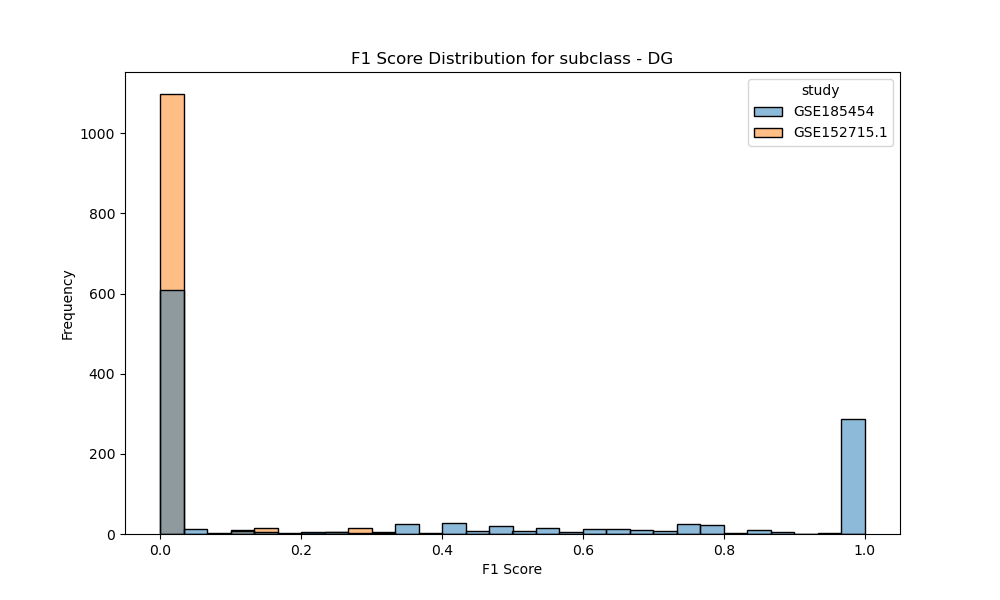 F1 Score Distribution for subclass - DG
study
GSE185454
GSE152715.1
Frequency
1000
800
600
400
200
0
0.0 0.2 0.4 0.6 0.8 1.0
F1 Score